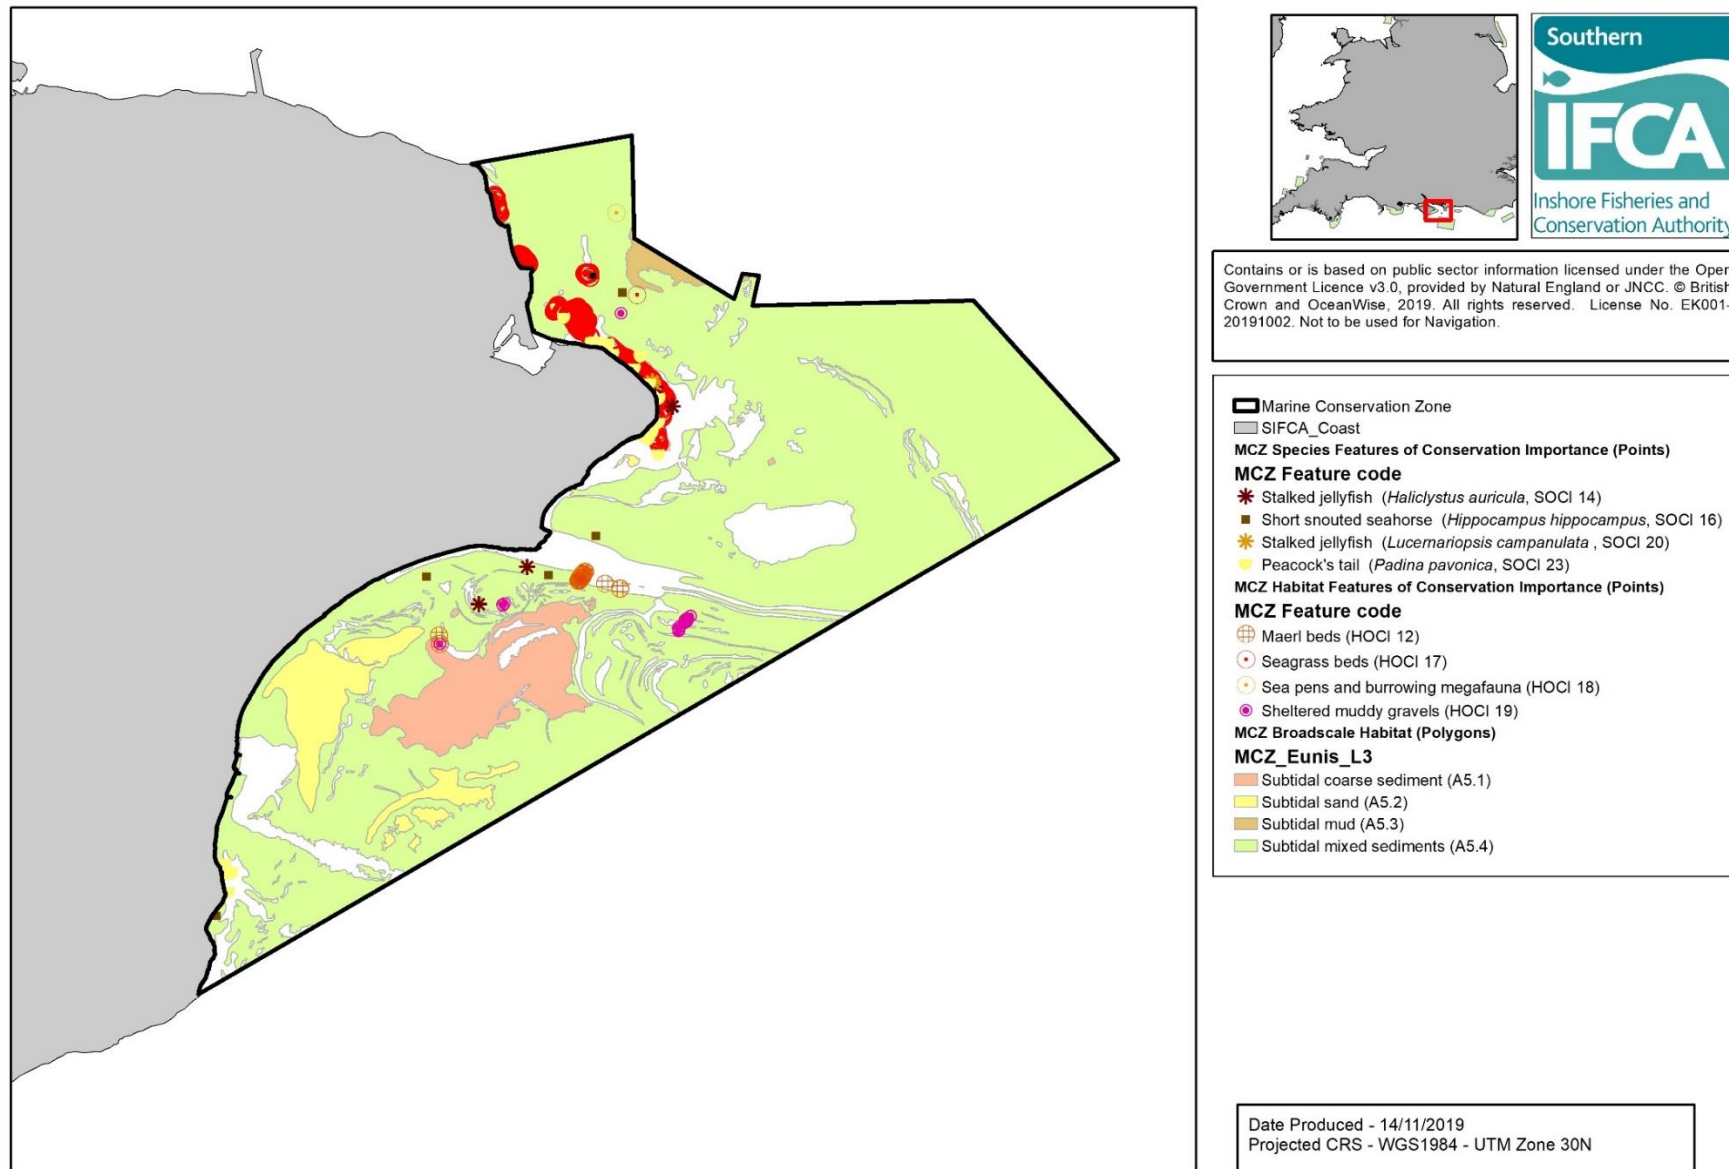 Southern
IFCA
Inshore Fisheries and
Conservation Authority
Contains or is based on public sector information licensed under the Open
Government Licence v3.0, provided by Natural England or JNCC. © British
Crown and OceanWise, 2019. All rights reserved. License No. EK001-
20191002. Not to be used for Navigation.
Marine Conservation Zone
SIFCA_Coast
MCZ Species Features of Conservation Importance (Points)
MCZ Feature code
Stalked jellyfish (Haliclystus auricula, SOCI 14)
Short snouted seahorse (Hippocampus hippocampus, SOCI 16)
Stalked jellyfish (Lucernariopsis campanulata , SOCI 20)
Peacock's tail (Padina pavonica, SOCI 23)
MCZ Habitat Features of Conservation Importance (Points)
MCZ Feature code
Maerl beds (HOCI 12)
Seagrass beds (HOCI 17)
Sea pens and burrowing megafauna (HOCI 18)
Sheltered muddy gravels (HOCI 19)
MCZ Broadscale Habitat (Polygons)
MCZ_Eunis_L3
Subtidal coarse sediment (A5.1)
Subtidal sand (A5.2)
Subtidal mud (A5.3)
Subtidal mixed sediments (A5.4)
Date Produced - 14/11/2019
Projected CRS - WGS1984 - UTM Zone 30N